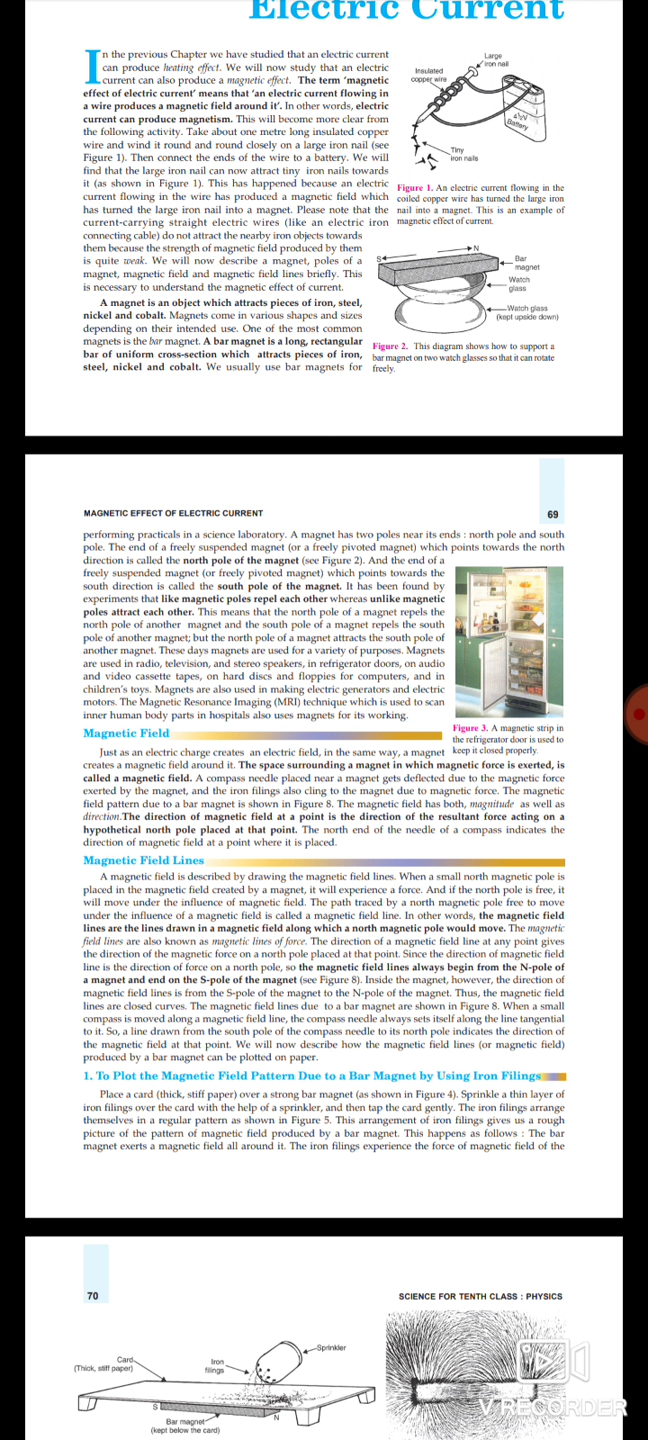 Electric Current
In the previous Chapter we have studied that an electric current
can produce heating effect. We will now study that an electric
current can also produce a magnetic effect. The term 'magnetic
effect of electric current' means that 'an electric current flowing in
a wire produces a magnetic field around it'. In other words, electric
current can produce magnetism. This will become more clear from
the following activity. Take about one metre long insulated copper
wire and wind it round and round closely on a large iron nail (see
Figure 1). Then connect the ends of the wire to a battery. We will
find that the large iron nail can now attract tiny iron nails towards
it (as shown in Figure 1). This has happened because an electric
current flowing in the wire has produced a magnetic field which
has turned the large iron nail into a magnet. Please note that the
current-carrying straight electric wires (like an electric iron
connecting cable) do not attract the nearby iron objects towards
them because the strength of magnetic field produced by them
is quite weak. We will now describe a magnet, poles of a
magnet, magnetic field and magnetic field lines briefly. This
is necessary to understand the magnetic effect of current.
A magnet is an object which attracts pieces of iron, steel,
nickel and cobalt. Magnets come in various shapes and sizes
depending on their intended use. One of the most common
magnets is the bar magnet. A bar magnet is a long, rectangular
bar of uniform cross-section which attracts pieces of iron,
steel, nickel and cobalt. We usually use bar magnets for
Large
iron nail
Insulated
copper wire
4½V
Battery
Tiny
iron nails
Figure 1. An electric current flowing in the
coiled copper wire has turned the large iron
nail into a magnet. This is an example of
magnetic effect of current.
S
N
Bar
magnet
Watch
glass
Watch glass
(kept upside down)
Figure 2. This diagram shows how to support a
bar magnet on two watch glasses so that it can rotate
freely.
MAGNETIC EFFECT OF ELECTRIC CURRENT
69
performing practicals in a science laboratory. A magnet has two poles near its ends : north pole and south
pole. The end of a freely suspended magnet (or a freely pivoted magnet) which points towards the north
direction is called the north pole of the magnet (see Figure 2). And the end of a
freely suspended magnet (or freely pivoted magnet) which points towards the
south direction is called the south pole of the magnet. It has been found by
experiments that like magnetic poles repel each other whereas unlike magnetic
poles attract each other. This means that the north pole of a magnet repels the
north pole of another magnet and the south pole of a magnet repels the south
pole of another magnet; but the north pole of a magnet attracts the south pole of
another magnet. These days magnets are used for a variety of purposes. Magnets
are used in radio, television, and stereo speakers, in refrigerator doors, on audio
and video cassette tapes, on hard discs and floppies for computers, and in
children's toys. Magnets are also used in making electric generators and electric
motors. The Magnetic Resonance Imaging (MRI) technique which is used to scan
inner human body parts in hospitals also uses magnets for its working.
Figure 3. A magnetic strip in
the refrigerator door is used to
keep it closed properly.
Magnetic Field
Just as an electric charge creates an electric field, in the same way, a magnet
creates a magnetic field around it. The space surrounding a magnet in which magnetic force is exerted, is
called a magnetic field. A compass needle placed near a magnet gets deflected due to the magnetic force
exerted by the magnet, and the iron filings also cling to the magnet due to magnetic force. The magnetic
field pattern due to a bar magnet is shown in Figure 8. The magnetic field has both, magnitude as well as
direction.The direction of magnetic field at a point is the direction of the resultant force acting on a
hypothetical north pole placed at that point. The north end of the needle of a compass indicates the
direction of magnetic field at a point where it is placed.
Magnetic Field Lines
A magnetic field is described by drawing the magnetic field lines. When a small north magnetic pole is
placed in the magnetic field created by a magnet, it will experience a force. And if the north pole is free, it
will move under the influence of magnetic field. The path traced by a north magnetic pole free to move
under the influence of a magnetic field is called a magnetic field line. In other words, the magnetic field
lines are the lines drawn in a magnetic field along which a north magnetic pole would move. The magnetic
field lines are also known as magnetic lines of force. The direction of a magnetic field line at any point gives
the direction of the magnetic force on a north pole placed at that point. Since the direction of magnetic field
line is the direction of force on a north pole, so the magnetic field lines always begin from the N-pole of
a magnet and end on the S-pole of the magnet (see Figure 8). Inside the magnet, however, the direction of
magnetic field lines is from the S-pole of the magnet to the N-pole of the magnet. Thus, the magnetic field
lines are closed curves. The magnetic field lines due to a bar magnet are shown in Figure 8. When a small
compass is moved along a magnetic field line, the compass needle always sets itself along the line tangential
to it. So, a line drawn from the south pole of the compass needle to its north pole indicates the direction of
the magnetic field at that point. We will now describe how the magnetic field lines (or magnetic field)
produced by a bar magnet can be plotted on paper.
1. To Plot the Magnetic Field Pattern Due to a Bar Magnet by Using Iron Filings
Place a card (thick, stiff paper) over a strong bar magnet (as shown in Figure 4). Sprinkle a thin layer of
iron filings over the card with the help of a sprinkler, and then tap the card gently. The iron filings arrange
themselves in a regular pattern as shown in Figure 5. This arrangement of iron filings gives us a rough
picture of the pattern of magnetic field produced by a bar magnet. This happens as follows : The bar
magnet exerts a magnetic field all around it. The iron filings experience the force of magnetic field of the
70
SCIENCE FOR TENTH CLASS : PHYSICS
Card
(Thick, stiff paper)
Iron
filings
Sprinkler
S
N
Bar magnet
(kept below the card)
V RECORDER